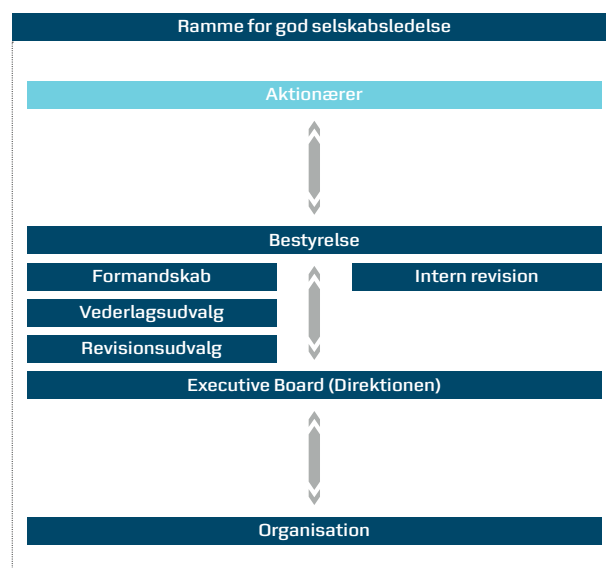 Ramme for god selskabsledelse
Aktionærer
Bestyrelse
Formandskab
Intern revision
Vederlagsudvalg
Revisionsudvalg
Executive Board (Direktionen)
Organisation